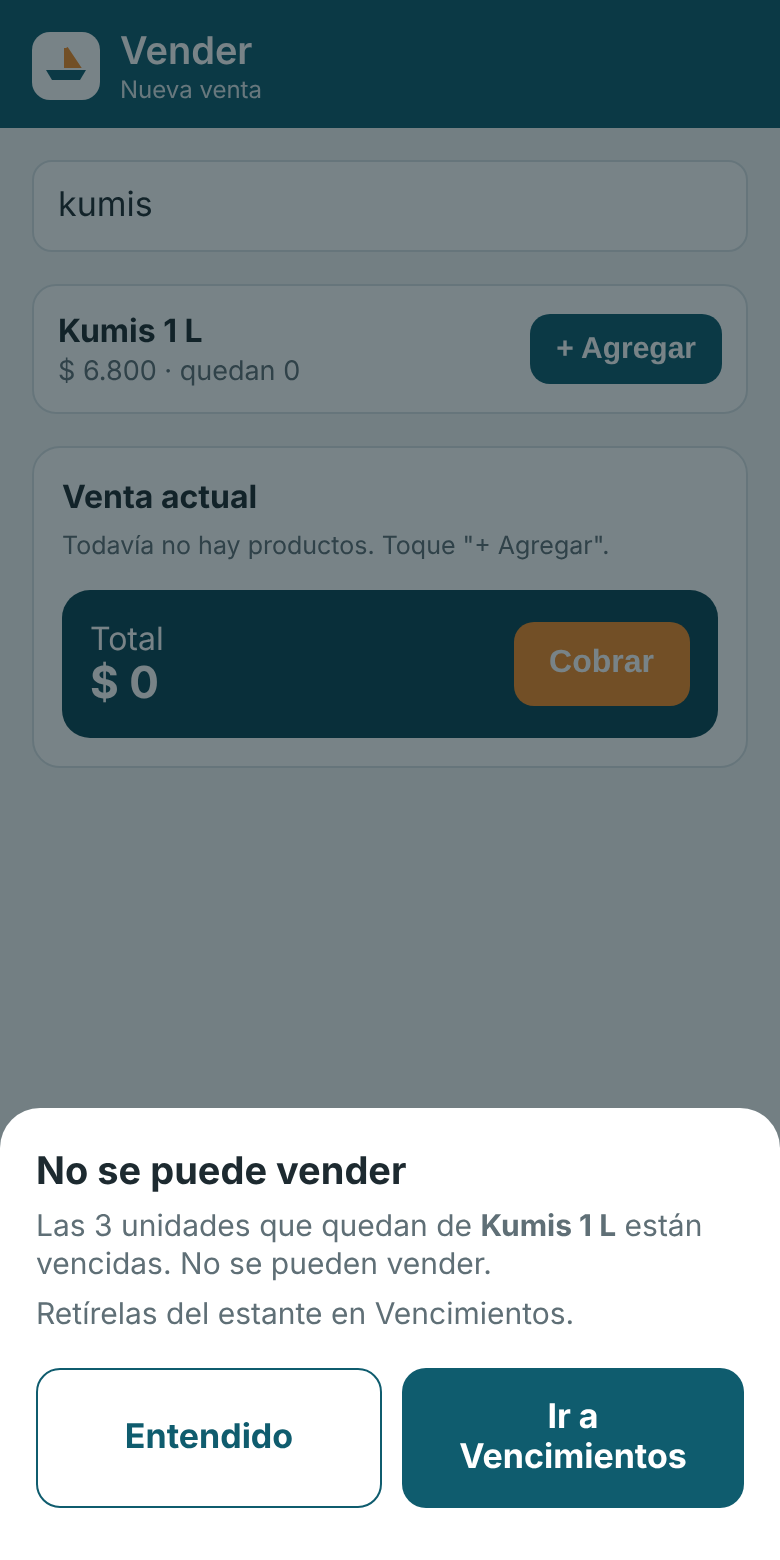 Vender
Nueva venta
kumis
Kumis 1 L
$ 6.800 · quedan 0
+ Agregar
Venta actual
Todavía no hay productos. Toque "+ Agregar".
Total
$ 0
Cobrar
No se puede vender
Las 3 unidades que quedan de Kumis 1 L están
vencidas. No se pueden vender.
Retírelas del estante en Vencimientos.
Entendido
Ir a
Vencimientos